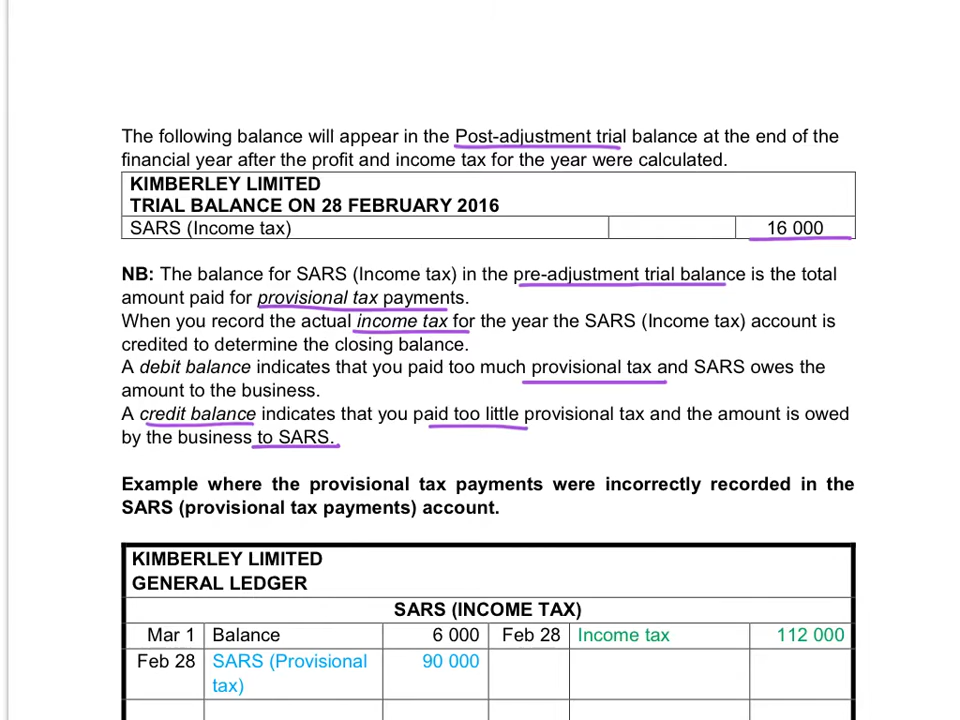 The following balance will appear in the Post-adjustment trial balance at the end of the
financial year after the profit and income tax for the year were calculated.
KIMBERLEY LIMITED
TRIAL BALANCE ON 28 FEBRUARY 2016
SARS (Income tax) 16 000
NB: The balance for SARS (Income tax) in the pre-adjustment trial balance is the total
amount paid for provisional tax payments.
When you record the actual income tax for the year the SARS (Income tax) account is
credited to determine the closing balance.
A debit balance indicates that you paid too much provisional tax and SARS owes the
amount to the business.
A credit balance indicates that you paid too little provisional tax and the amount is owed
by the business to SARS.
Example where the provisional tax payments were incorrectly recorded in the
SARS (provisional tax payments) account.
KIMBERLEY LIMITED
GENERAL LEDGER
SARS (INCOME TAX)
Mar 1 Balance 6 000 Feb 28 Income tax 112 000
Feb 28 SARS (Provisional 90 000
tax)